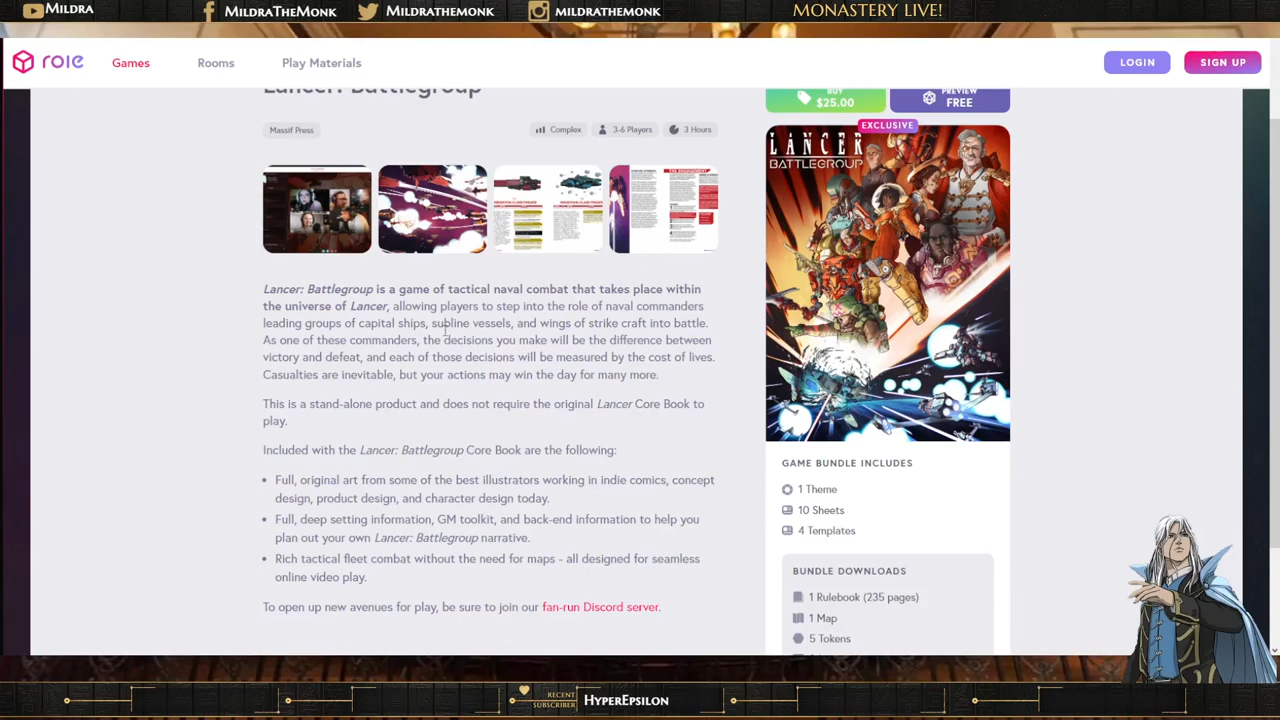 Mildra
MildraTheMonk
Mildrathemonk
mildrathemonk
MONASTERY LIVE!
role
Games
Rooms
Play Materials
LOGIN
SIGN UP
Lancer: Battlegroup
BUY
$25.00
PREVIEW
FREE
Massif Press
Complex
3-6 Players
3 Hours
EXCLUSIVE
LANCER
BATTLEGROUP
Lancer: Battlegroup is a game of tactical naval combat that takes place within
the universe of Lancer, allowing players to step into the role of naval commanders
leading groups of capital ships, subline vessels, and wings of strike craft into battle.
As one of these commanders, the decisions you make will be the difference between
victory and defeat, and each of those decisions will be measured by the cost of lives.
Casualties are inevitable, but your actions may win the day for many more.
This is a stand-alone product and does not require the original Lancer Core Book to
play.
Included with the Lancer: Battlegroup Core Book are the following:
• Full, original art from some of the best illustrators working in indie comics, concept
design, product design, and character design today.
• Full, deep setting information, GM toolkit, and back-end information to help you
plan out your own Lancer: Battlegroup narrative.
• Rich tactical fleet combat without the need for maps - all designed for seamless
online video play.
To open up new avenues for play, be sure to join our fan-run Discord server.
GAME BUNDLE INCLUDES
1 Theme
10 Sheets
4 Templates
BUNDLE DOWNLOADS
1 Rulebook (235 pages)
1 Map
5 Tokens
RECENT
SUBSCRIBER
HyperEpsilon